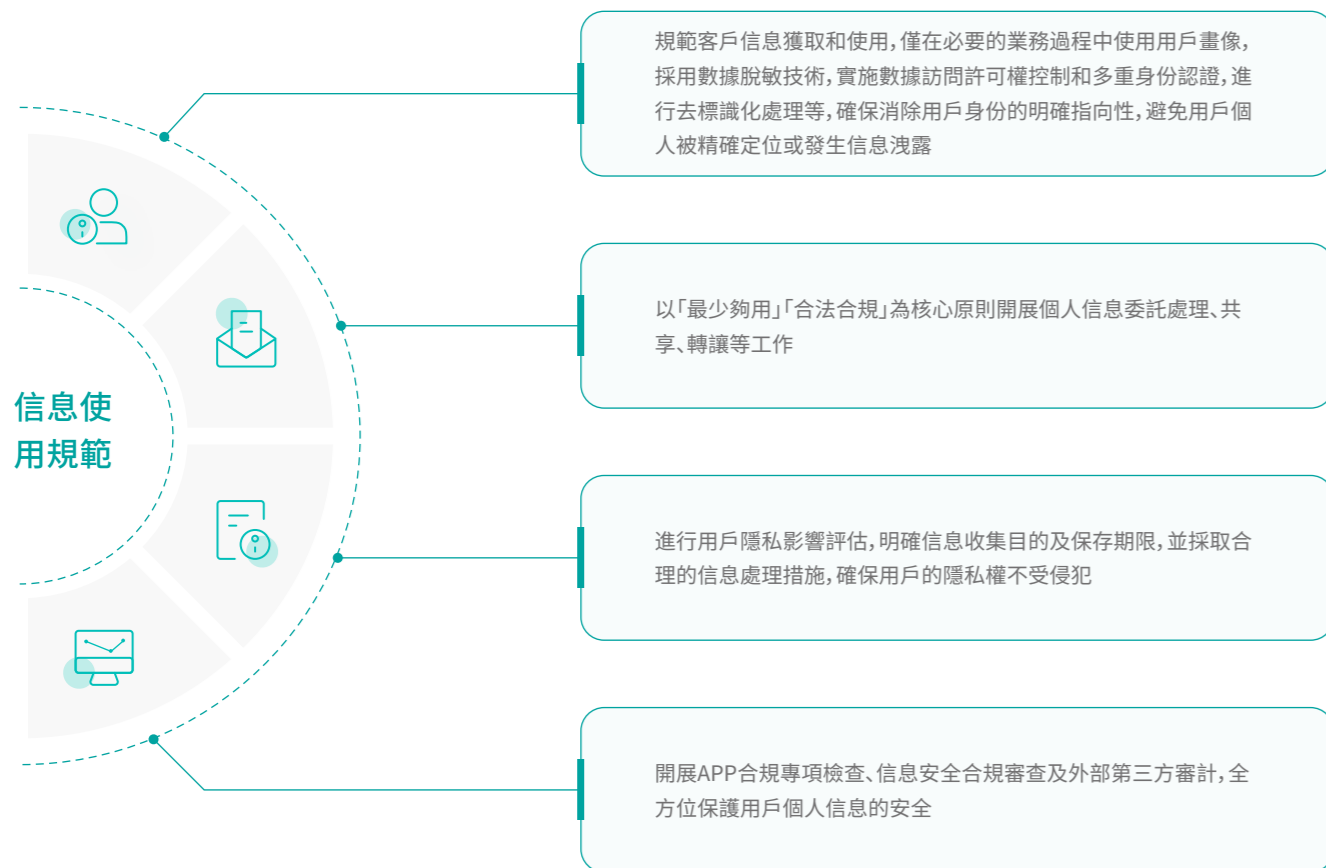 規範客戶信息獲取和使用，僅在必要的業務過程中使用用戶畫像，
採用數據脫敏技術，實施數據訪問許可權控制和多重身份認證，進
行去標識化處理等，確保消除用戶身份的明確指向性，避免用戶個
人被精確定位或發生信息洩露
以「最少夠用」「合法合規」為核心原則開展個人信息委託處理、共
享、轉讓等工作
信息使
用規範
進行用戶隱私影響評估，明確信息收集目的及保存期限，並採取合
理的信息處理措施，確保用戶的隱私權不受侵犯
開展APP合規專項檢查、信息安全合規審查及外部第三方審計，全
方位保護用戶個人信息的安全